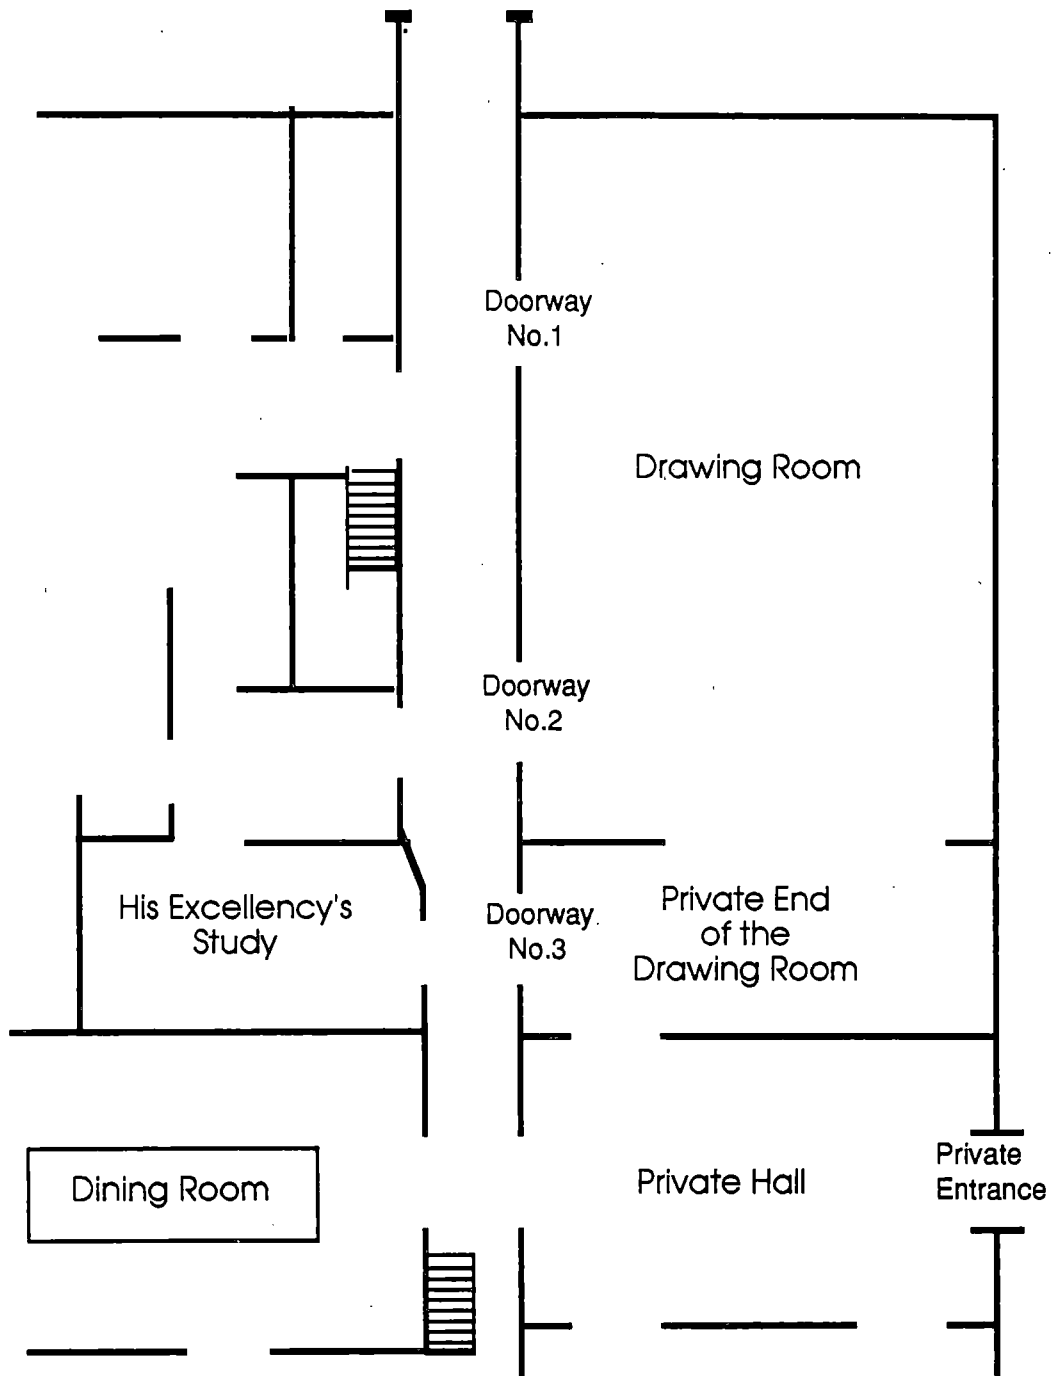 Doorway
No.1
Drawing Room
Doorway
No.2
His Excellency's
Study
Doorway
No.3
Private End
of the
Drawing Room
Dining Room
Private Hall
Private
Entrance